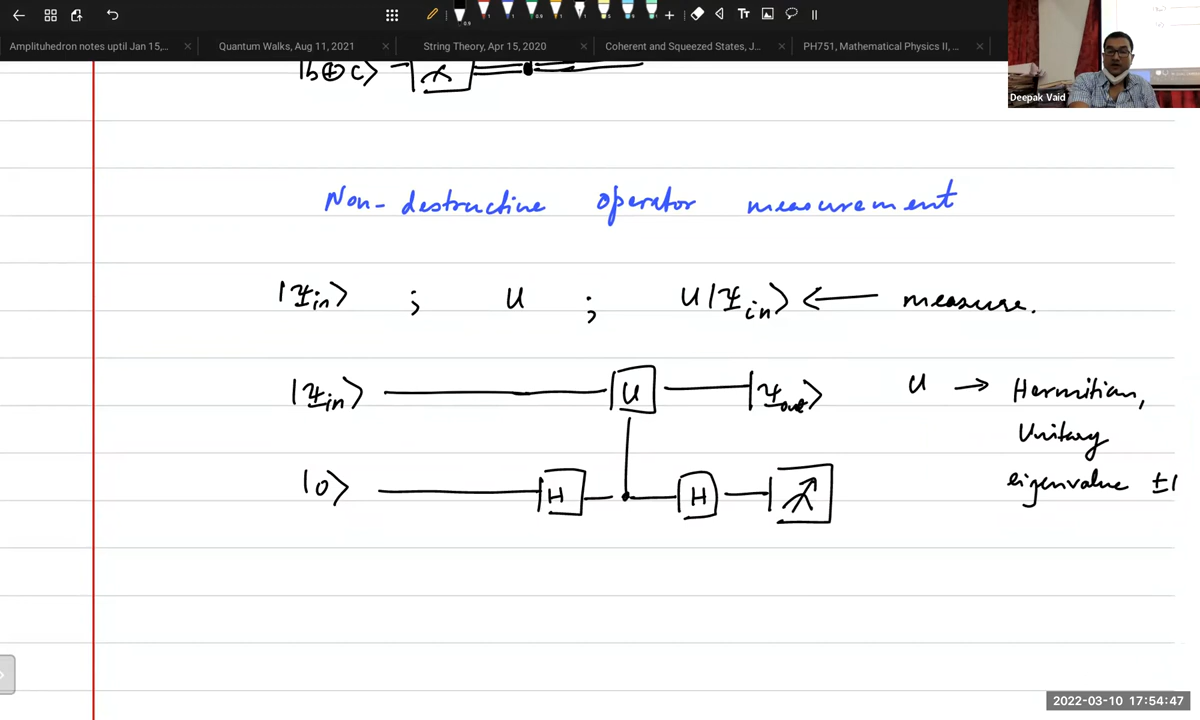 Amplituhedron notes uptil Jan 15,...
Quantum Walks, Aug 11, 2021
String Theory, Apr 15, 2020
Coherent and Squeezed States, J...
PH751, Mathematical Physics II, ...
Deepak Vaid
|b⊕c⟩
Non-destructive operator measurement
|Ψin⟩ ; U ; U|Ψin⟩ ← measure.
|Ψin⟩ U |Ψout⟩ U → Hermitian,
Unitary
|0⟩ H H eigenvalue ±1
2022-03-10 17:54:47